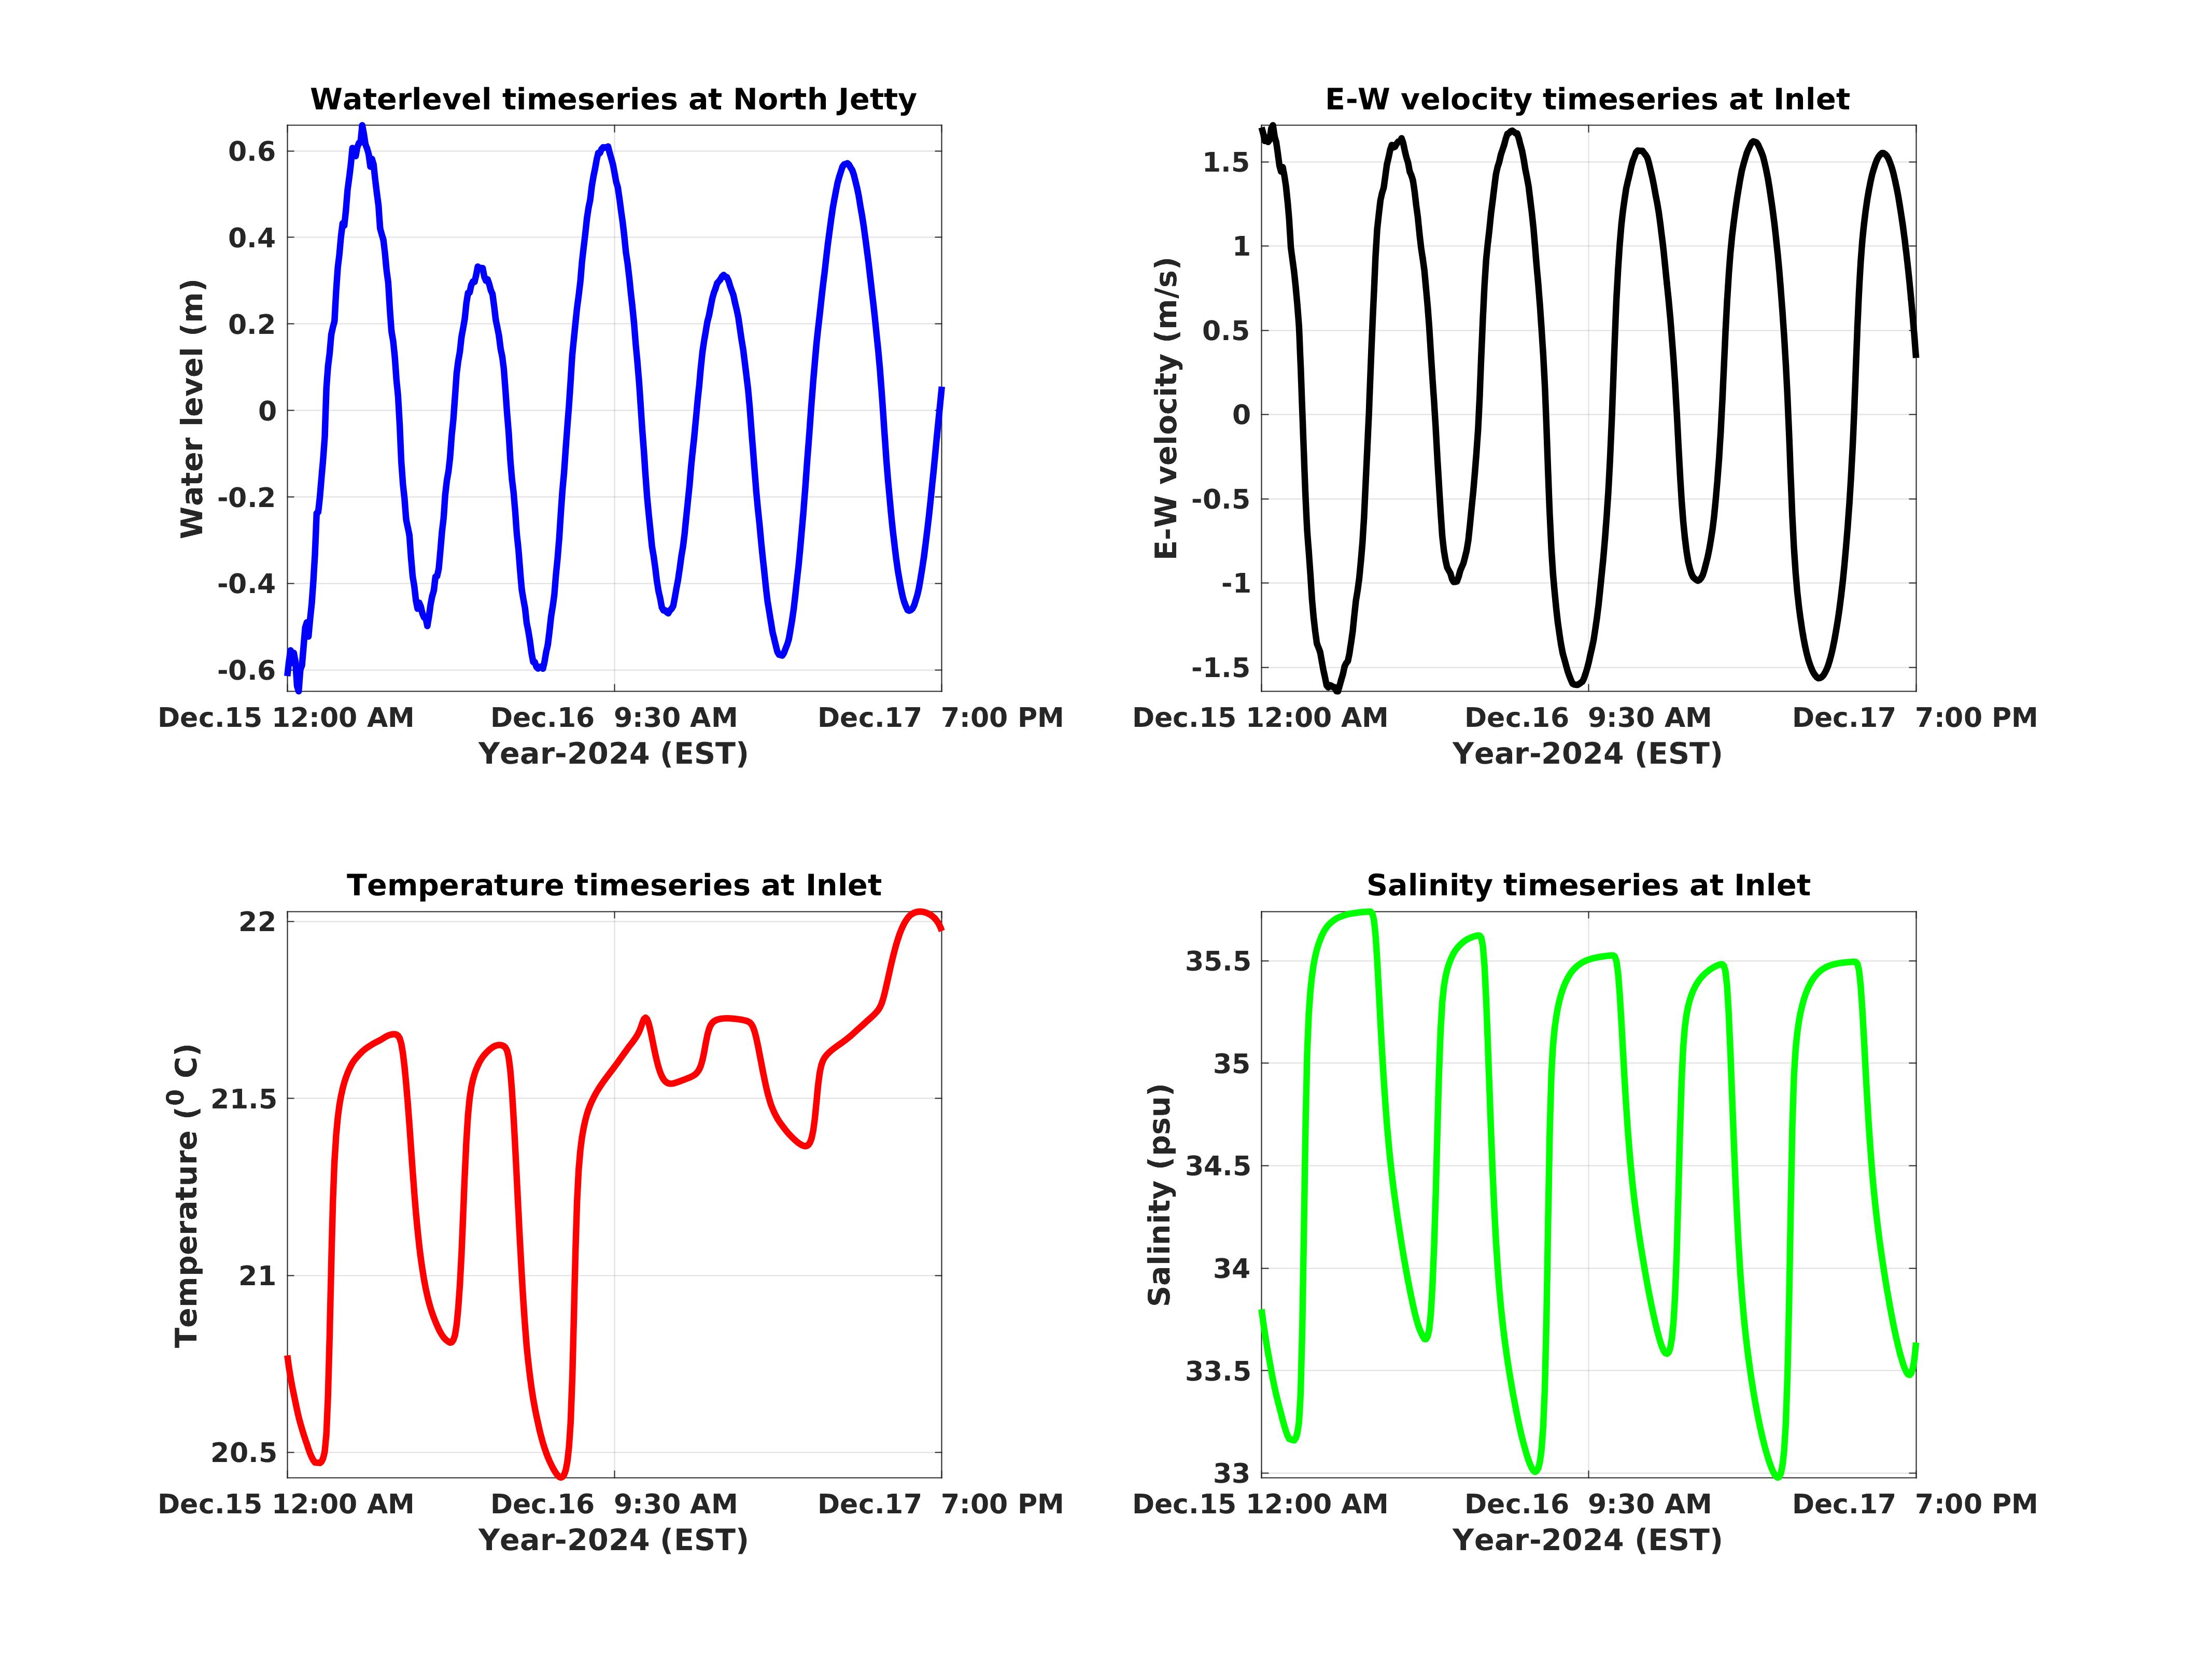 Waterlevel timeseries at North Jetty
0.6
0.4
0.2
0
-0.2
-0.4
-0.6
Water level (m)
Dec.15 12:00 AM Dec.16 9:30 AM Dec.17 7:00 PM
Year-2024 (EST)
E-W velocity timeseries at Inlet
1.5
1
0.5
0
-0.5
-1
-1.5
E-W velocity (m/s)
Dec.15 12:00 AM Dec.16 9:30 AM Dec.17 7:00 PM
Year-2024 (EST)
Temperature timeseries at Inlet
22
21.5
21
20.5
Temperature (⁰ C)
Dec.15 12:00 AM Dec.16 9:30 AM Dec.17 7:00 PM
Year-2024 (EST)
Salinity timeseries at Inlet
35.5
35
34.5
34
33.5
33
Salinity (psu)
Dec.15 12:00 AM Dec.16 9:30 AM Dec.17 7:00 PM
Year-2024 (EST)